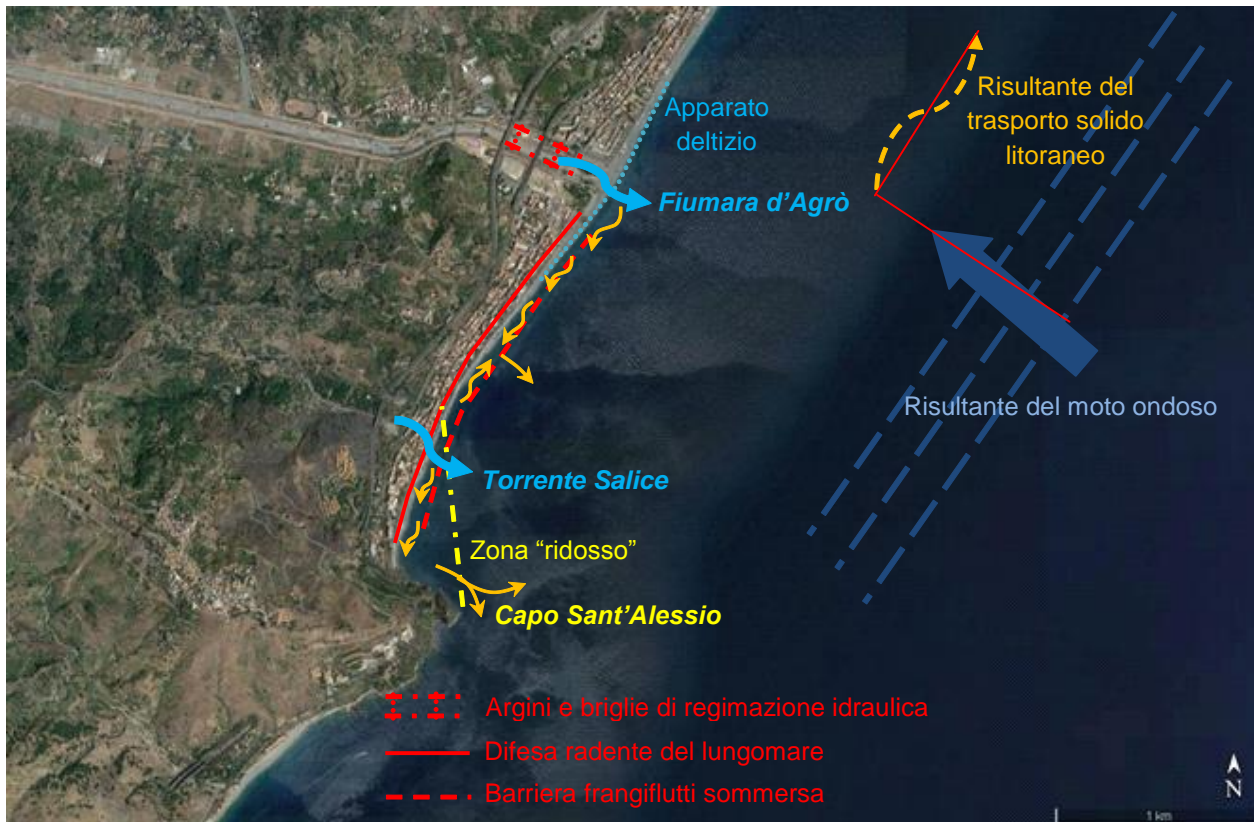 Risultante del
trasporto solido
litoraneo
Apparato
deltizio
Fiumara d'Agrò
Risultante del moto ondoso
Torrente Salice
Zona “ridosso”
Capo Sant'Alessio
Argini e briglie di regimazione idraulica
Difesa radente del lungomare
Barriera frangiflutti sommersa
N
1 km